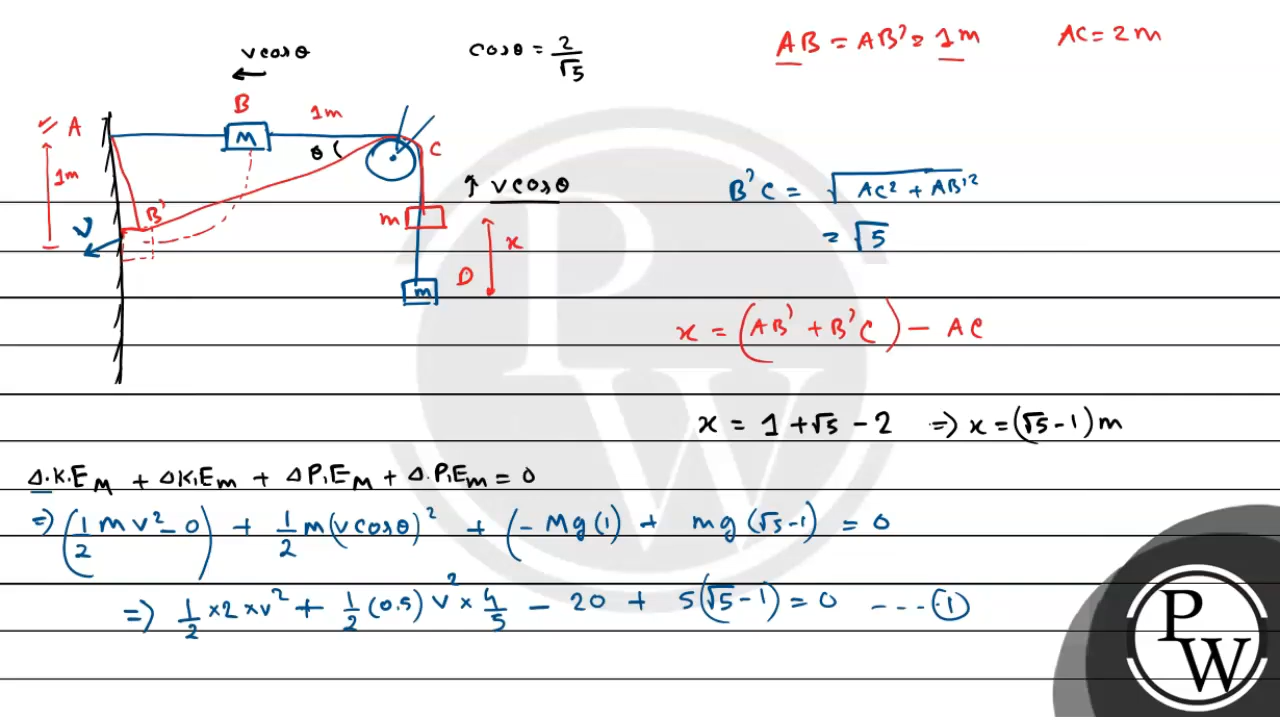 v cosθ
cosθ = 2/√5
AB = AB' = 1m
AC = 2m
B
1m
A
M
θ
C
1m
↑ v cosθ
B'C = √(AC² + AB'²)
B'
m
v
x
= √5
D
m
x = (AB' + B'C) - AC
x = 1 + √5 - 2 ⇒ x = (√5 - 1) m
Δ.K.E_M + ΔK.E_m + ΔP.E_M + Δ.P.E_m = 0
⇒ (1/2 m v² - 0) + 1/2 m (v cosθ)² + (- Mg (1) + mg (√5 - 1) = 0
⇒ 1/2 × 2 × v² + 1/2 (0.5) v² × 4/5 - 20 + 5(√5 - 1) = 0 ---- (1)
P
W
P
W